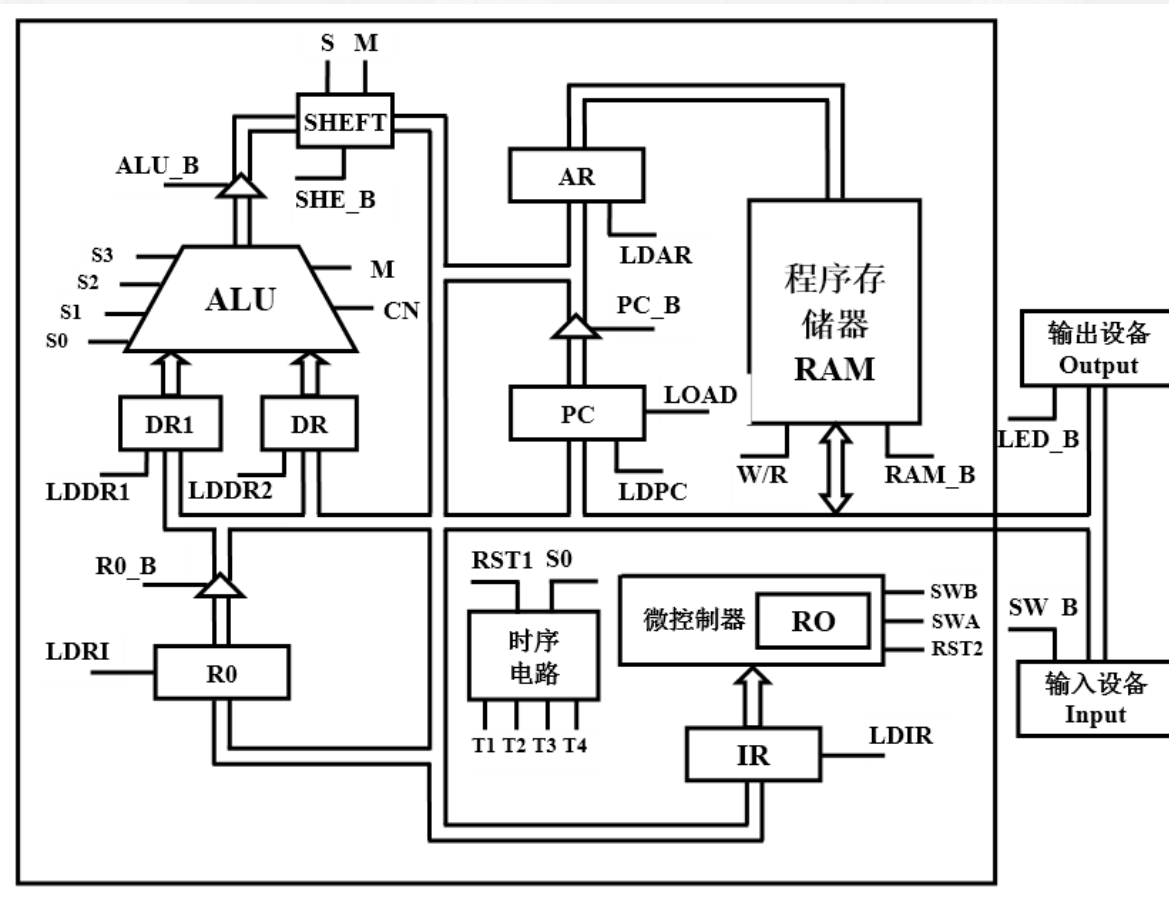 S M
SHEFT
ALU_B
SHE_B
AR
LDAR
S3
S2
S1
S0
ALU
M
CN
PC_B
程序存
储器
RAM
输出设备
Output
DR1
DR
PC
LOAD
LED_B
LDDR1
LDDR2
LDPC
W/R
RAM_B
R0_B
RST1 S0
时序
电路
T1 T2 T3 T4
微控制器
RO
SWB
SWA
RST2
SW B
LDRI
R0
输入设备
Input
IR
LDIR